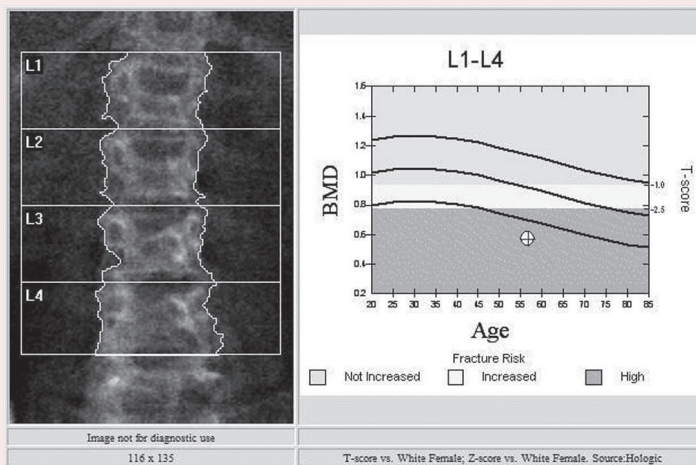 L1
L2
L3
L4
Image not for diagnostic use
116 x 135
L1-L4
BMD
1.6
1.4
1.2
1.0
0.8
0.6
0.4
0.2
-1.0
-2.5
T-score
20 25 30 35 40 45 50 55 60 65 70 75 80 85
Age
Fracture Risk
Not Increased Increased High
T-score vs. White Female; Z-score vs. White Female. Source:Hologic